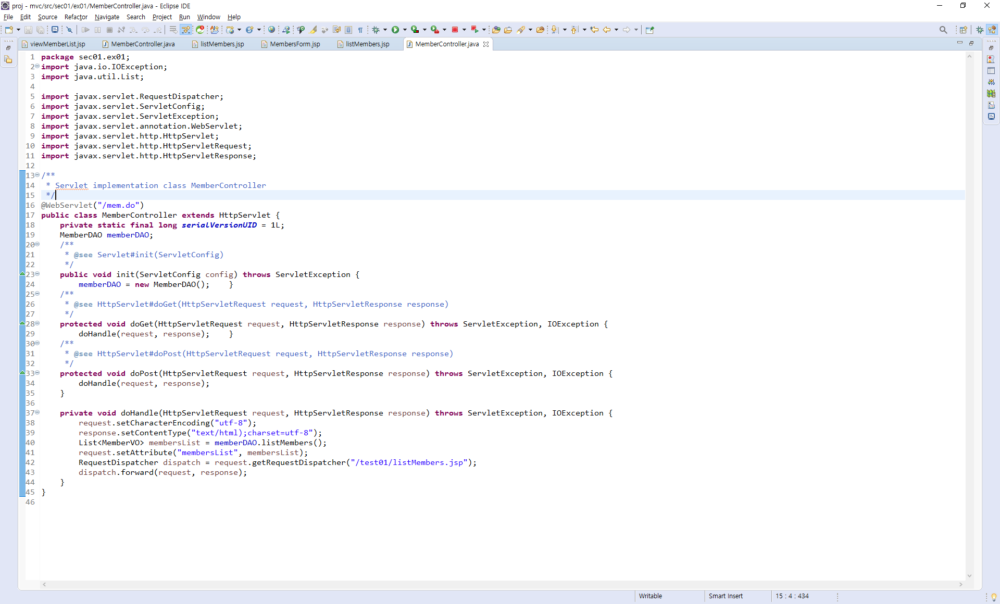 proj - mvc/src/sec01/ex01/MemberController.java - Eclipse IDE
File Edit Source Refactor Navigate Search Project Run Window Help
viewMemberList.jsp MemberController.java listMembers.jsp MembersForm.jsp listMembers.jsp MemberController.java
1 package sec01.ex01;
2 import java.io.IOException;
3 import java.util.List;
4
5 import javax.servlet.RequestDispatcher;
6 import javax.servlet.ServletConfig;
7 import javax.servlet.ServletException;
8 import javax.servlet.annotation.WebServlet;
9 import javax.servlet.http.HttpServlet;
10 import javax.servlet.http.HttpServletRequest;
11 import javax.servlet.http.HttpServletResponse;
12
13 /**
14  * Servlet implementation class MemberController
15  */
16 @WebServlet("/mem.do")
17 public class MemberController extends HttpServlet {
18     private static final long serialVersionUID = 1L;
19     MemberDAO memberDAO;
20     /**
21      * @see Servlet#init(ServletConfig)
22      */
23     public void init(ServletConfig config) throws ServletException {
24         memberDAO = new MemberDAO();    }
25     /**
26      * @see HttpServlet#doGet(HttpServletRequest request, HttpServletResponse response)
27      */
28     protected void doGet(HttpServletRequest request, HttpServletResponse response) throws ServletException, IOException {
29         doHandle(request, response);    }
30     /**
31      * @see HttpServlet#doPost(HttpServletRequest request, HttpServletResponse response)
32      */
33     protected void doPost(HttpServletRequest request, HttpServletResponse response) throws ServletException, IOException {
34         doHandle(request, response);
35     }
36
37     private void doHandle(HttpServletRequest request, HttpServletResponse response) throws ServletException, IOException {
38         request.setCharacterEncoding("utf-8");
39         response.setContentType("text/html);charset=utf-8");
40         List<MemberVO> membersList = memberDAO.listMembers();
41         request.setAttribute("membersList", membersList);
42         RequestDispatcher dispatch = request.getRequestDispatcher("/test01/listMembers.jsp");
43         dispatch.forward(request, response);
44     }
45 }
46
Writable Smart Insert 15 : 4 : 434